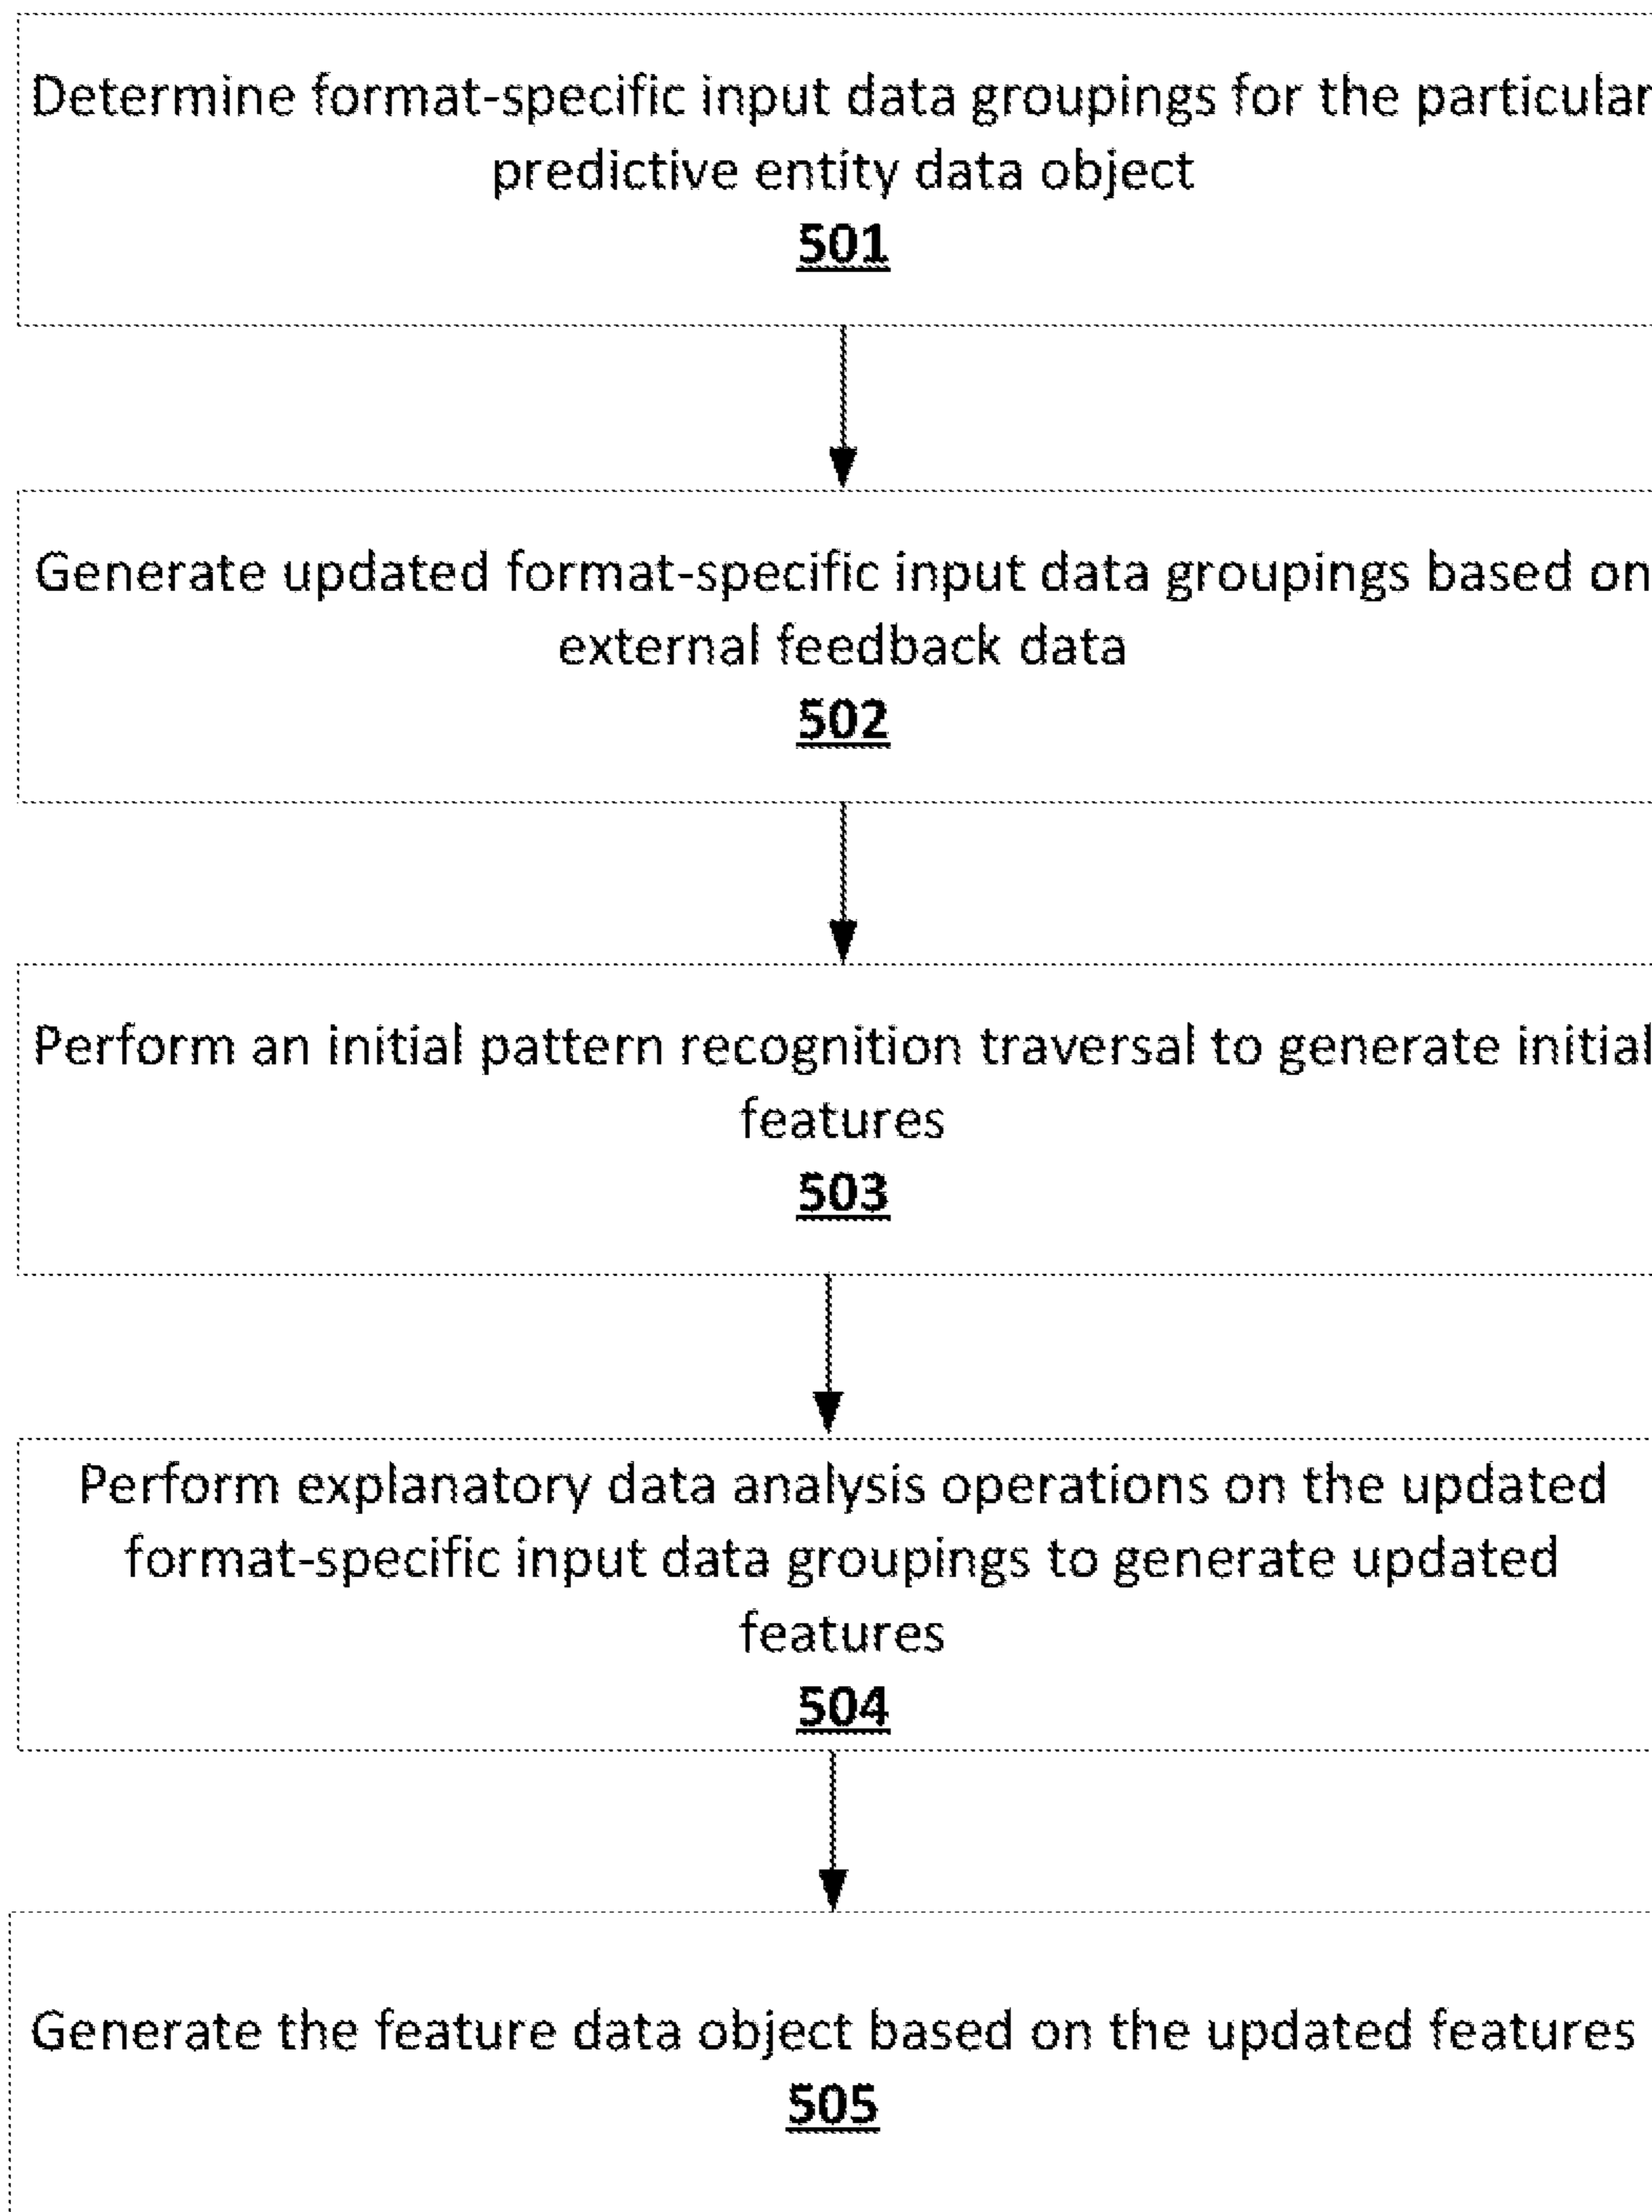 Determine format-specific input data groupings for the particular
predictive entity data object
501
Generate updated format-specific input data groupings based on
external feedback data
502
Perform an initial pattern recognition traversal to generate initial
features
503
Perform explanatory data analysis operations on the updated
format-specific input data groupings to generate updated
features
504
Generate the feature data object based on the updated features
505